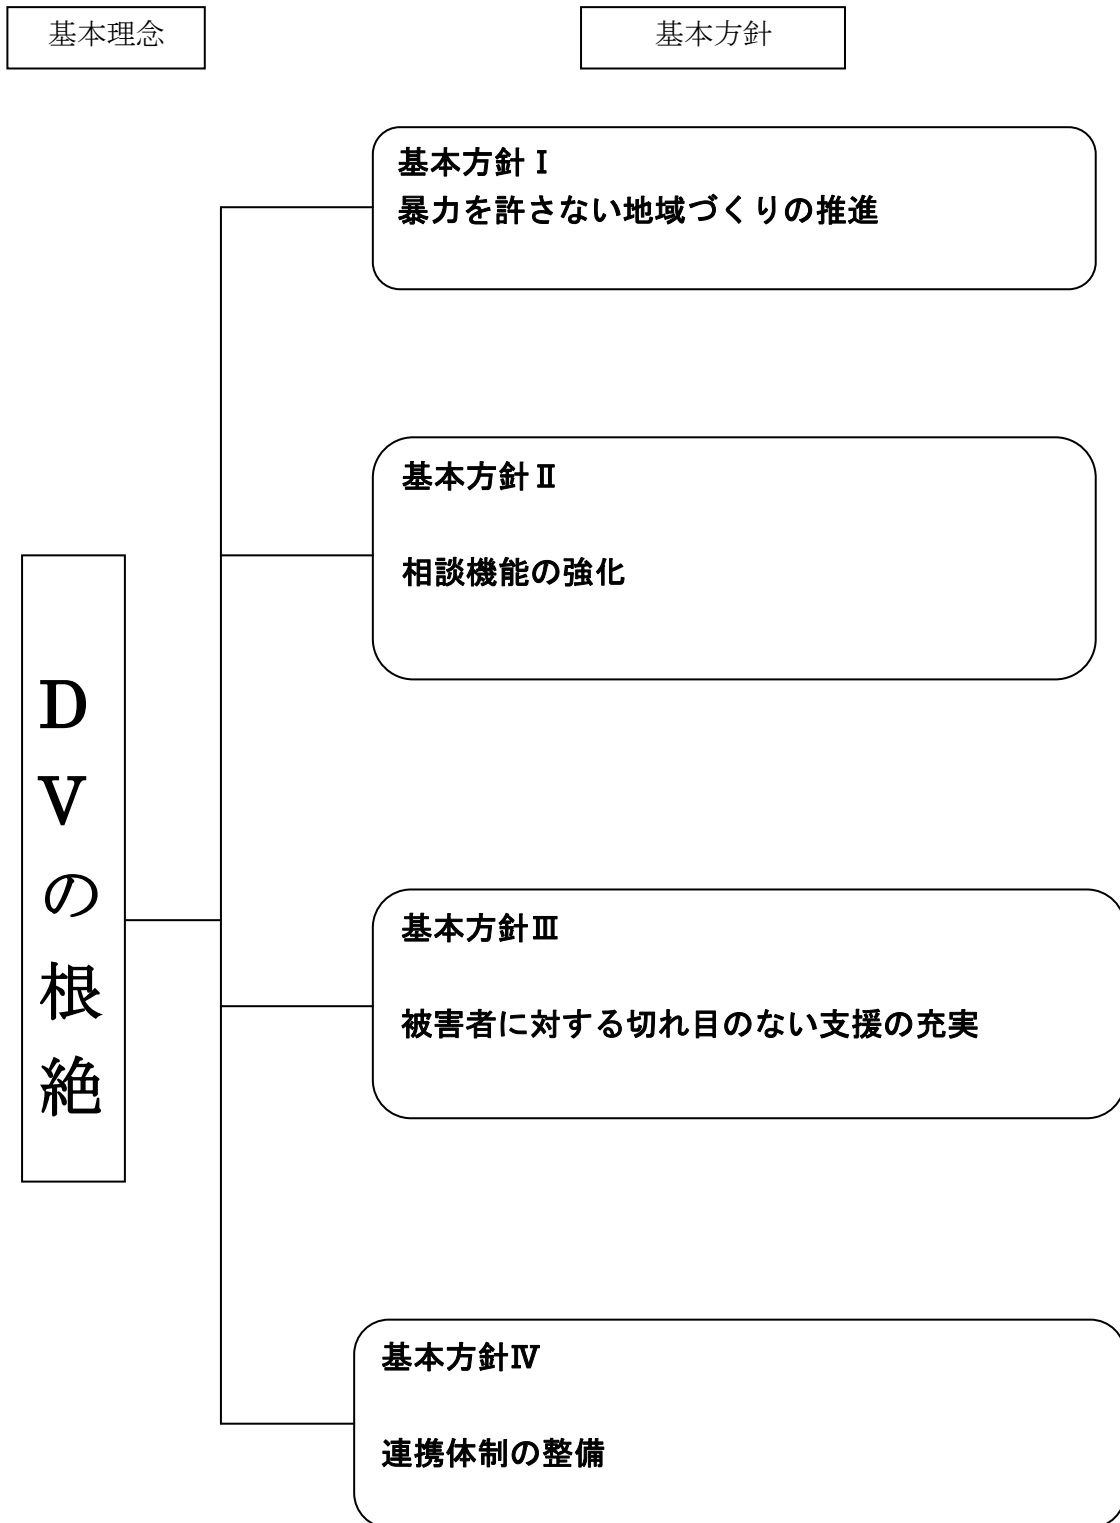 基本理念
基本方針
基本方針Ⅰ
暴力を許さない地域づくりの推進
基本方針Ⅱ
相談機能の強化
DVの根絶
基本方針Ⅲ
被害者に対する切れ目のない支援の充実
基本方針Ⅳ
連携体制の整備